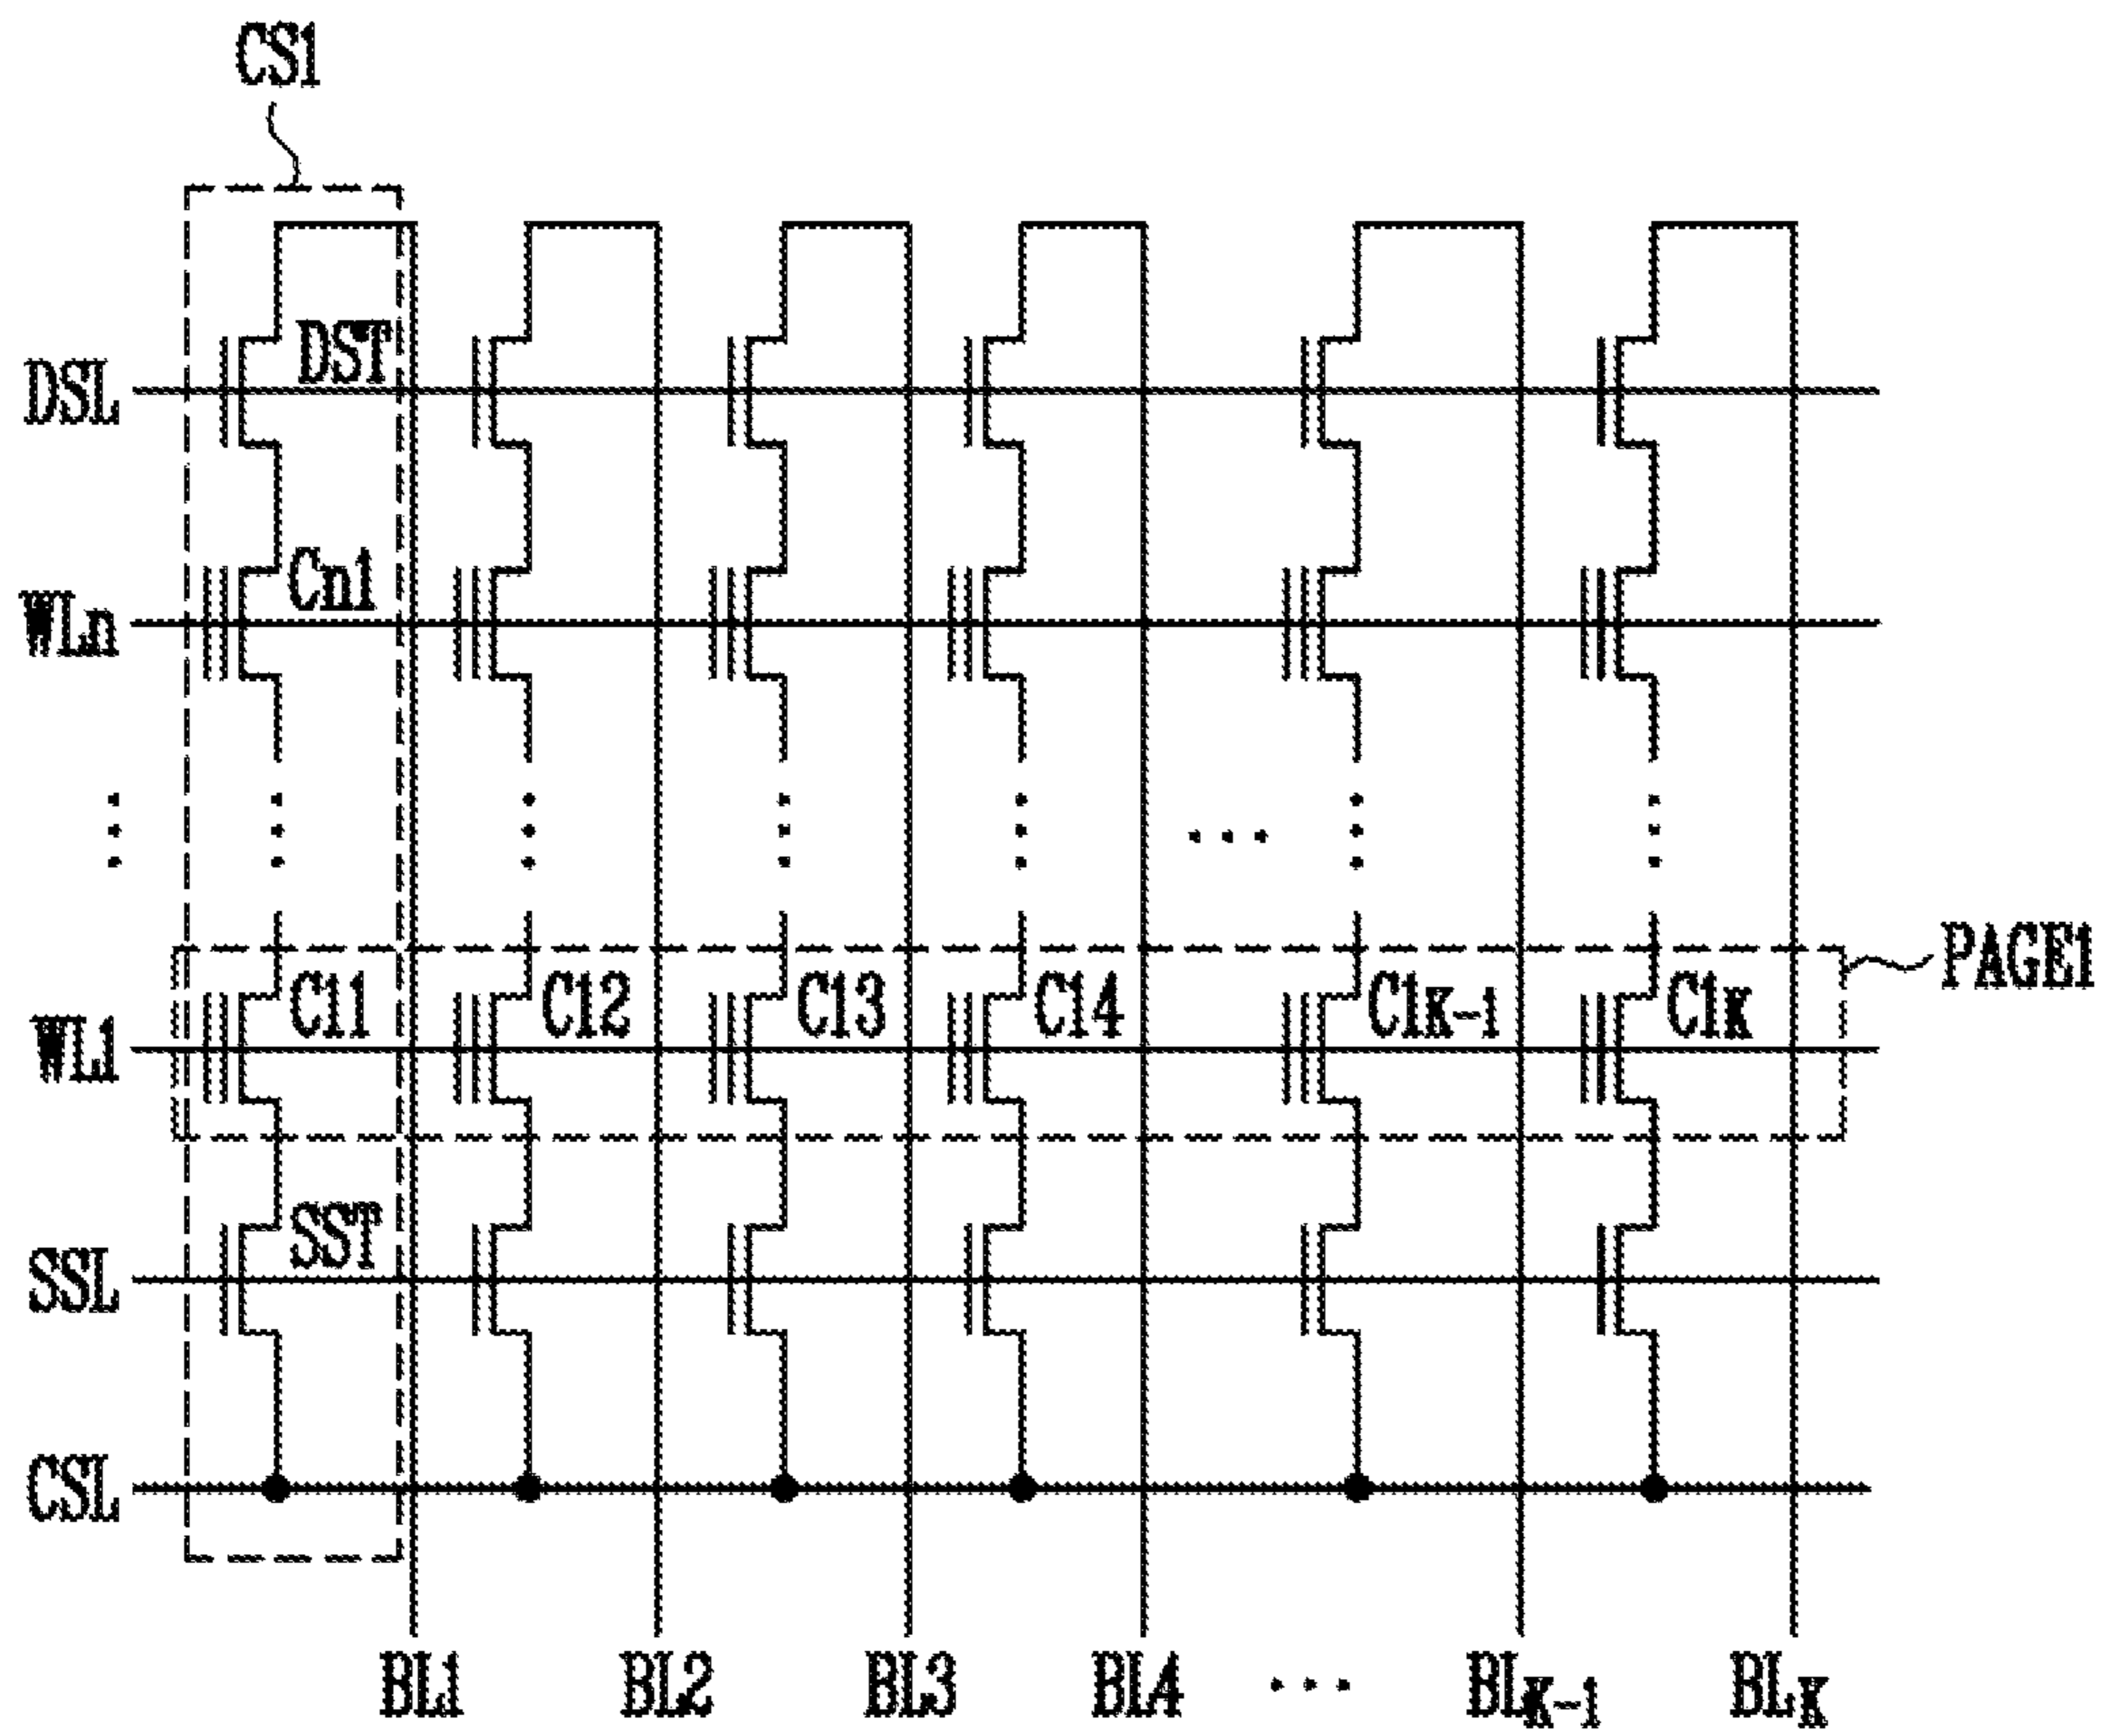 CS1
DSL DST
WLn Cn1
... 
PAGE1
WL1 C11 C12 C13 C14 C1K-1 C1K
SSL SST
CSL
BL1 BL2 BL3 BL4 ... BLK-1 BLK